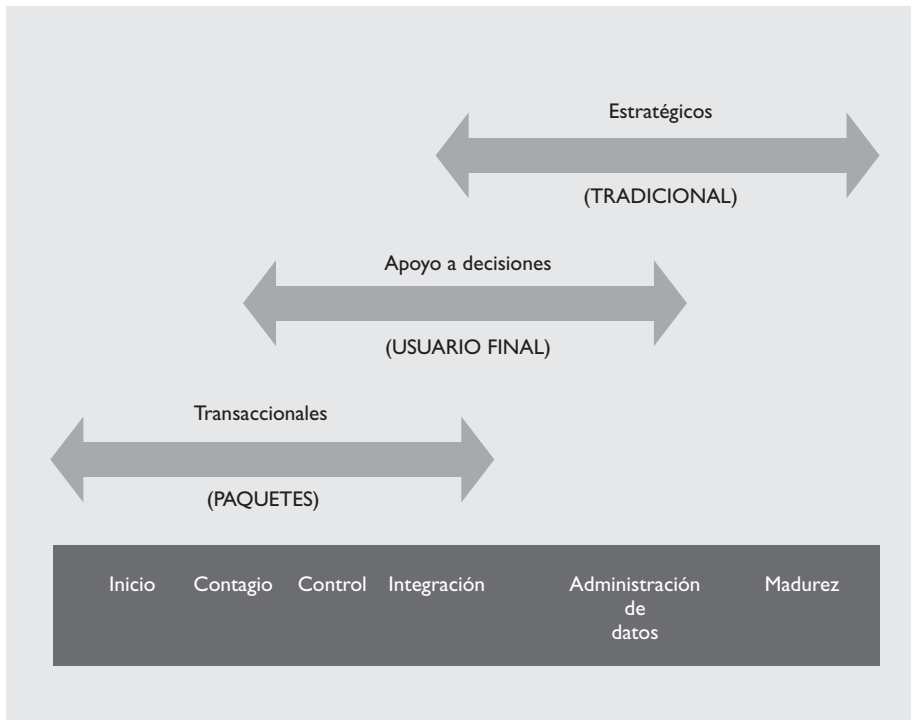 Estratégicos
(TRADICIONAL)
Apoyo a decisiones
(USUARIO FINAL)
Transaccionales
(PAQUETES)
Inicio Contagio Control Integración Administración de datos Madurez